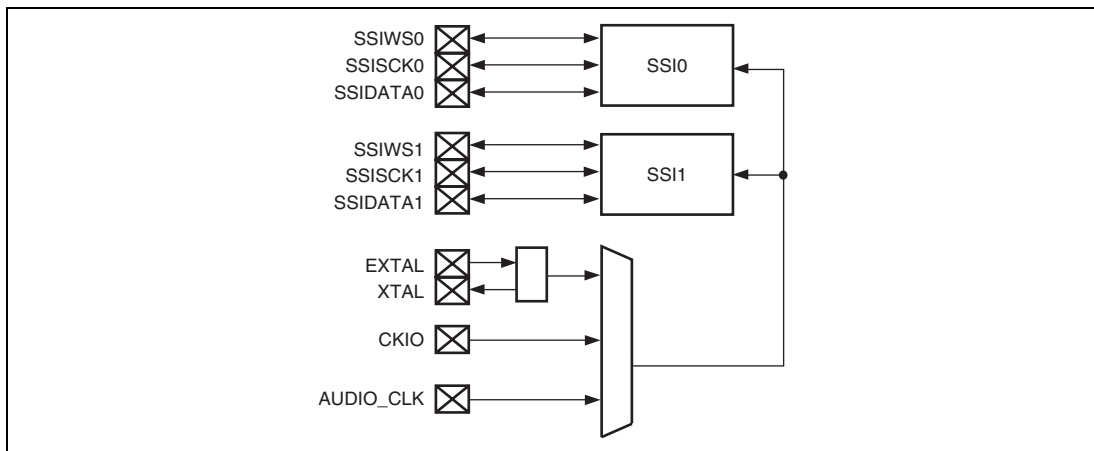 SSIWS0
SSISCK0
SSIDATA0
SSI0
SSIWS1
SSISCK1
SSIDATA1
SSI1
EXTAL
XTAL
CKIO
AUDIO_CLK